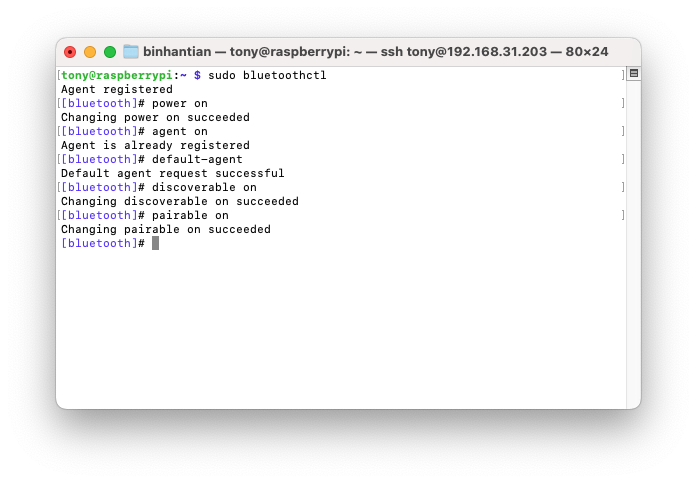 binhantian — tony@raspberrypi: ~ — ssh tony@192.168.31.203 — 80×24
[tony@raspberrypi:~ $ sudo bluetoothctl ]
Agent registered
[[bluetooth]# power on ]
Changing power on succeeded
[[bluetooth]# agent on ]
Agent is already registered
[[bluetooth]# default-agent ]
Default agent request successful
[[bluetooth]# discoverable on ]
Changing discoverable on succeeded
[[bluetooth]# pairable on ]
Changing pairable on succeeded
[bluetooth]#